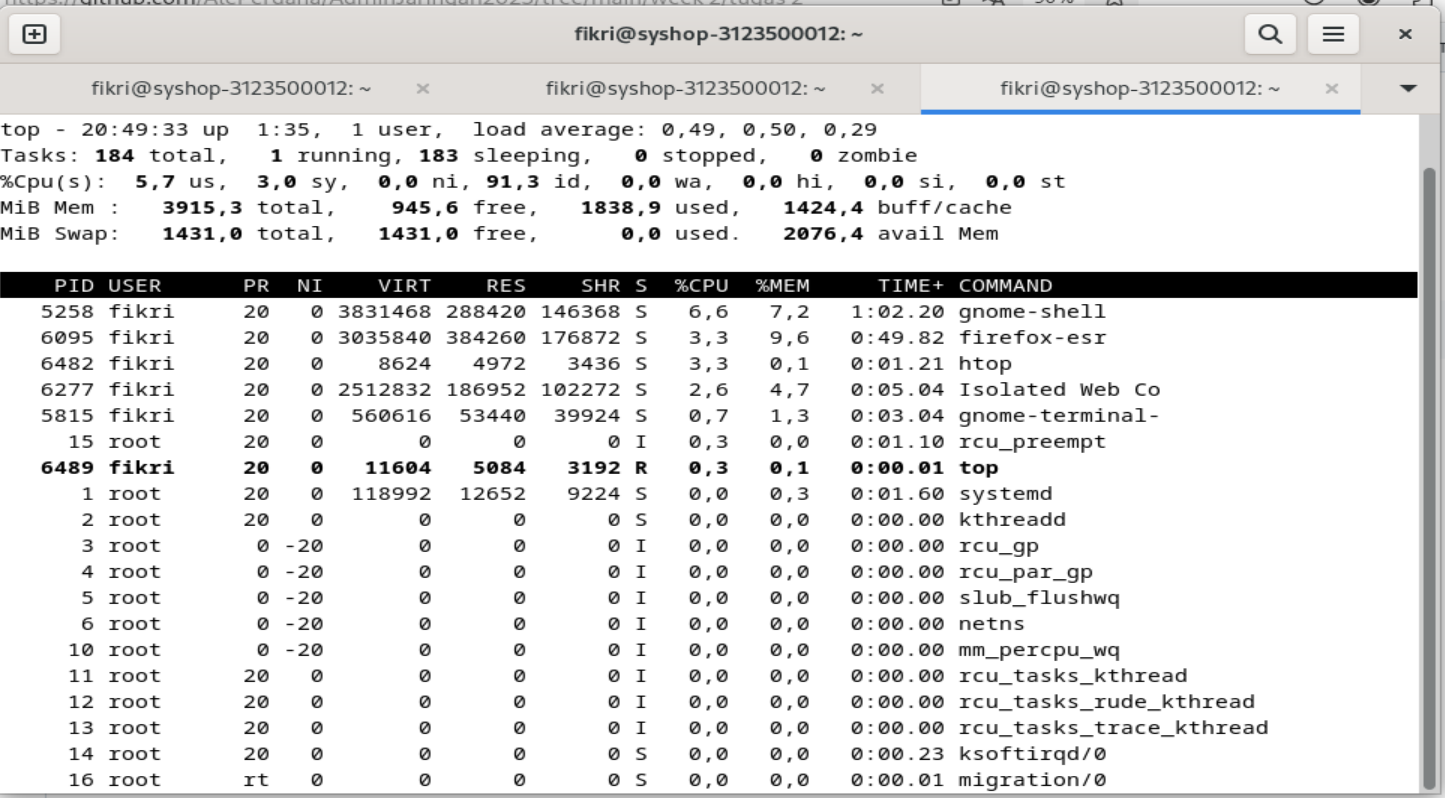 fikri@syshop-3123500012: ~
fikri@syshop-3123500012: ~ × fikri@syshop-3123500012: ~ × fikri@syshop-3123500012: ~ ×
top - 20:49:33 up  1:35,  1 user,  load average: 0,49, 0,50, 0,29
Tasks: 184 total,   1 running, 183 sleeping,   0 stopped,   0 zombie
%Cpu(s):  5,7 us,  3,0 sy,  0,0 ni, 91,3 id,  0,0 wa,  0,0 hi,  0,0 si,  0,0 st
MiB Mem :   3915,3 total,    945,6 free,   1838,9 used,   1424,4 buff/cache
MiB Swap:   1431,0 total,   1431,0 free,      0,0 used.   2076,4 avail Mem
PID USER      PR  NI    VIRT    RES    SHR S  %CPU  %MEM     TIME+ COMMAND
5258 fikri     20   0 3831468 288420 146368 S   6,6   7,2   1:02.20 gnome-shell
6095 fikri     20   0 3035840 384260 176872 S   3,3   9,6   0:49.82 firefox-esr
6482 fikri     20   0    8624   4972   3436 S   3,3   0,1   0:01.21 htop
6277 fikri     20   0 2512832 186952 102272 S   2,6   4,7   0:05.04 Isolated Web Co
5815 fikri     20   0  560616  53440  39924 S   0,7   1,3   0:03.04 gnome-terminal-
15 root      20   0       0      0      0 I   0,3   0,0   0:01.10 rcu_preempt
6489 fikri     20   0   11604   5084   3192 R   0,3   0,1   0:00.01 top
1 root      20   0  118992  12652   9224 S   0,0   0,3   0:01.60 systemd
2 root      20   0       0      0      0 S   0,0   0,0   0:00.00 kthreadd
3 root       0 -20       0      0      0 I   0,0   0,0   0:00.00 rcu_gp
4 root       0 -20       0      0      0 I   0,0   0,0   0:00.00 rcu_par_gp
5 root       0 -20       0      0      0 I   0,0   0,0   0:00.00 slub_flushwq
6 root       0 -20       0      0      0 I   0,0   0,0   0:00.00 netns
10 root       0 -20       0      0      0 I   0,0   0,0   0:00.00 mm_percpu_wq
11 root      20   0       0      0      0 I   0,0   0,0   0:00.00 rcu_tasks_kthread
12 root      20   0       0      0      0 I   0,0   0,0   0:00.00 rcu_tasks_rude_kthread
13 root      20   0       0      0      0 I   0,0   0,0   0:00.00 rcu_tasks_trace_kthread
14 root      20   0       0      0      0 S   0,0   0,0   0:00.23 ksoftirqd/0
16 root      rt   0       0      0      0 S   0,0   0,0   0:00.01 migration/0